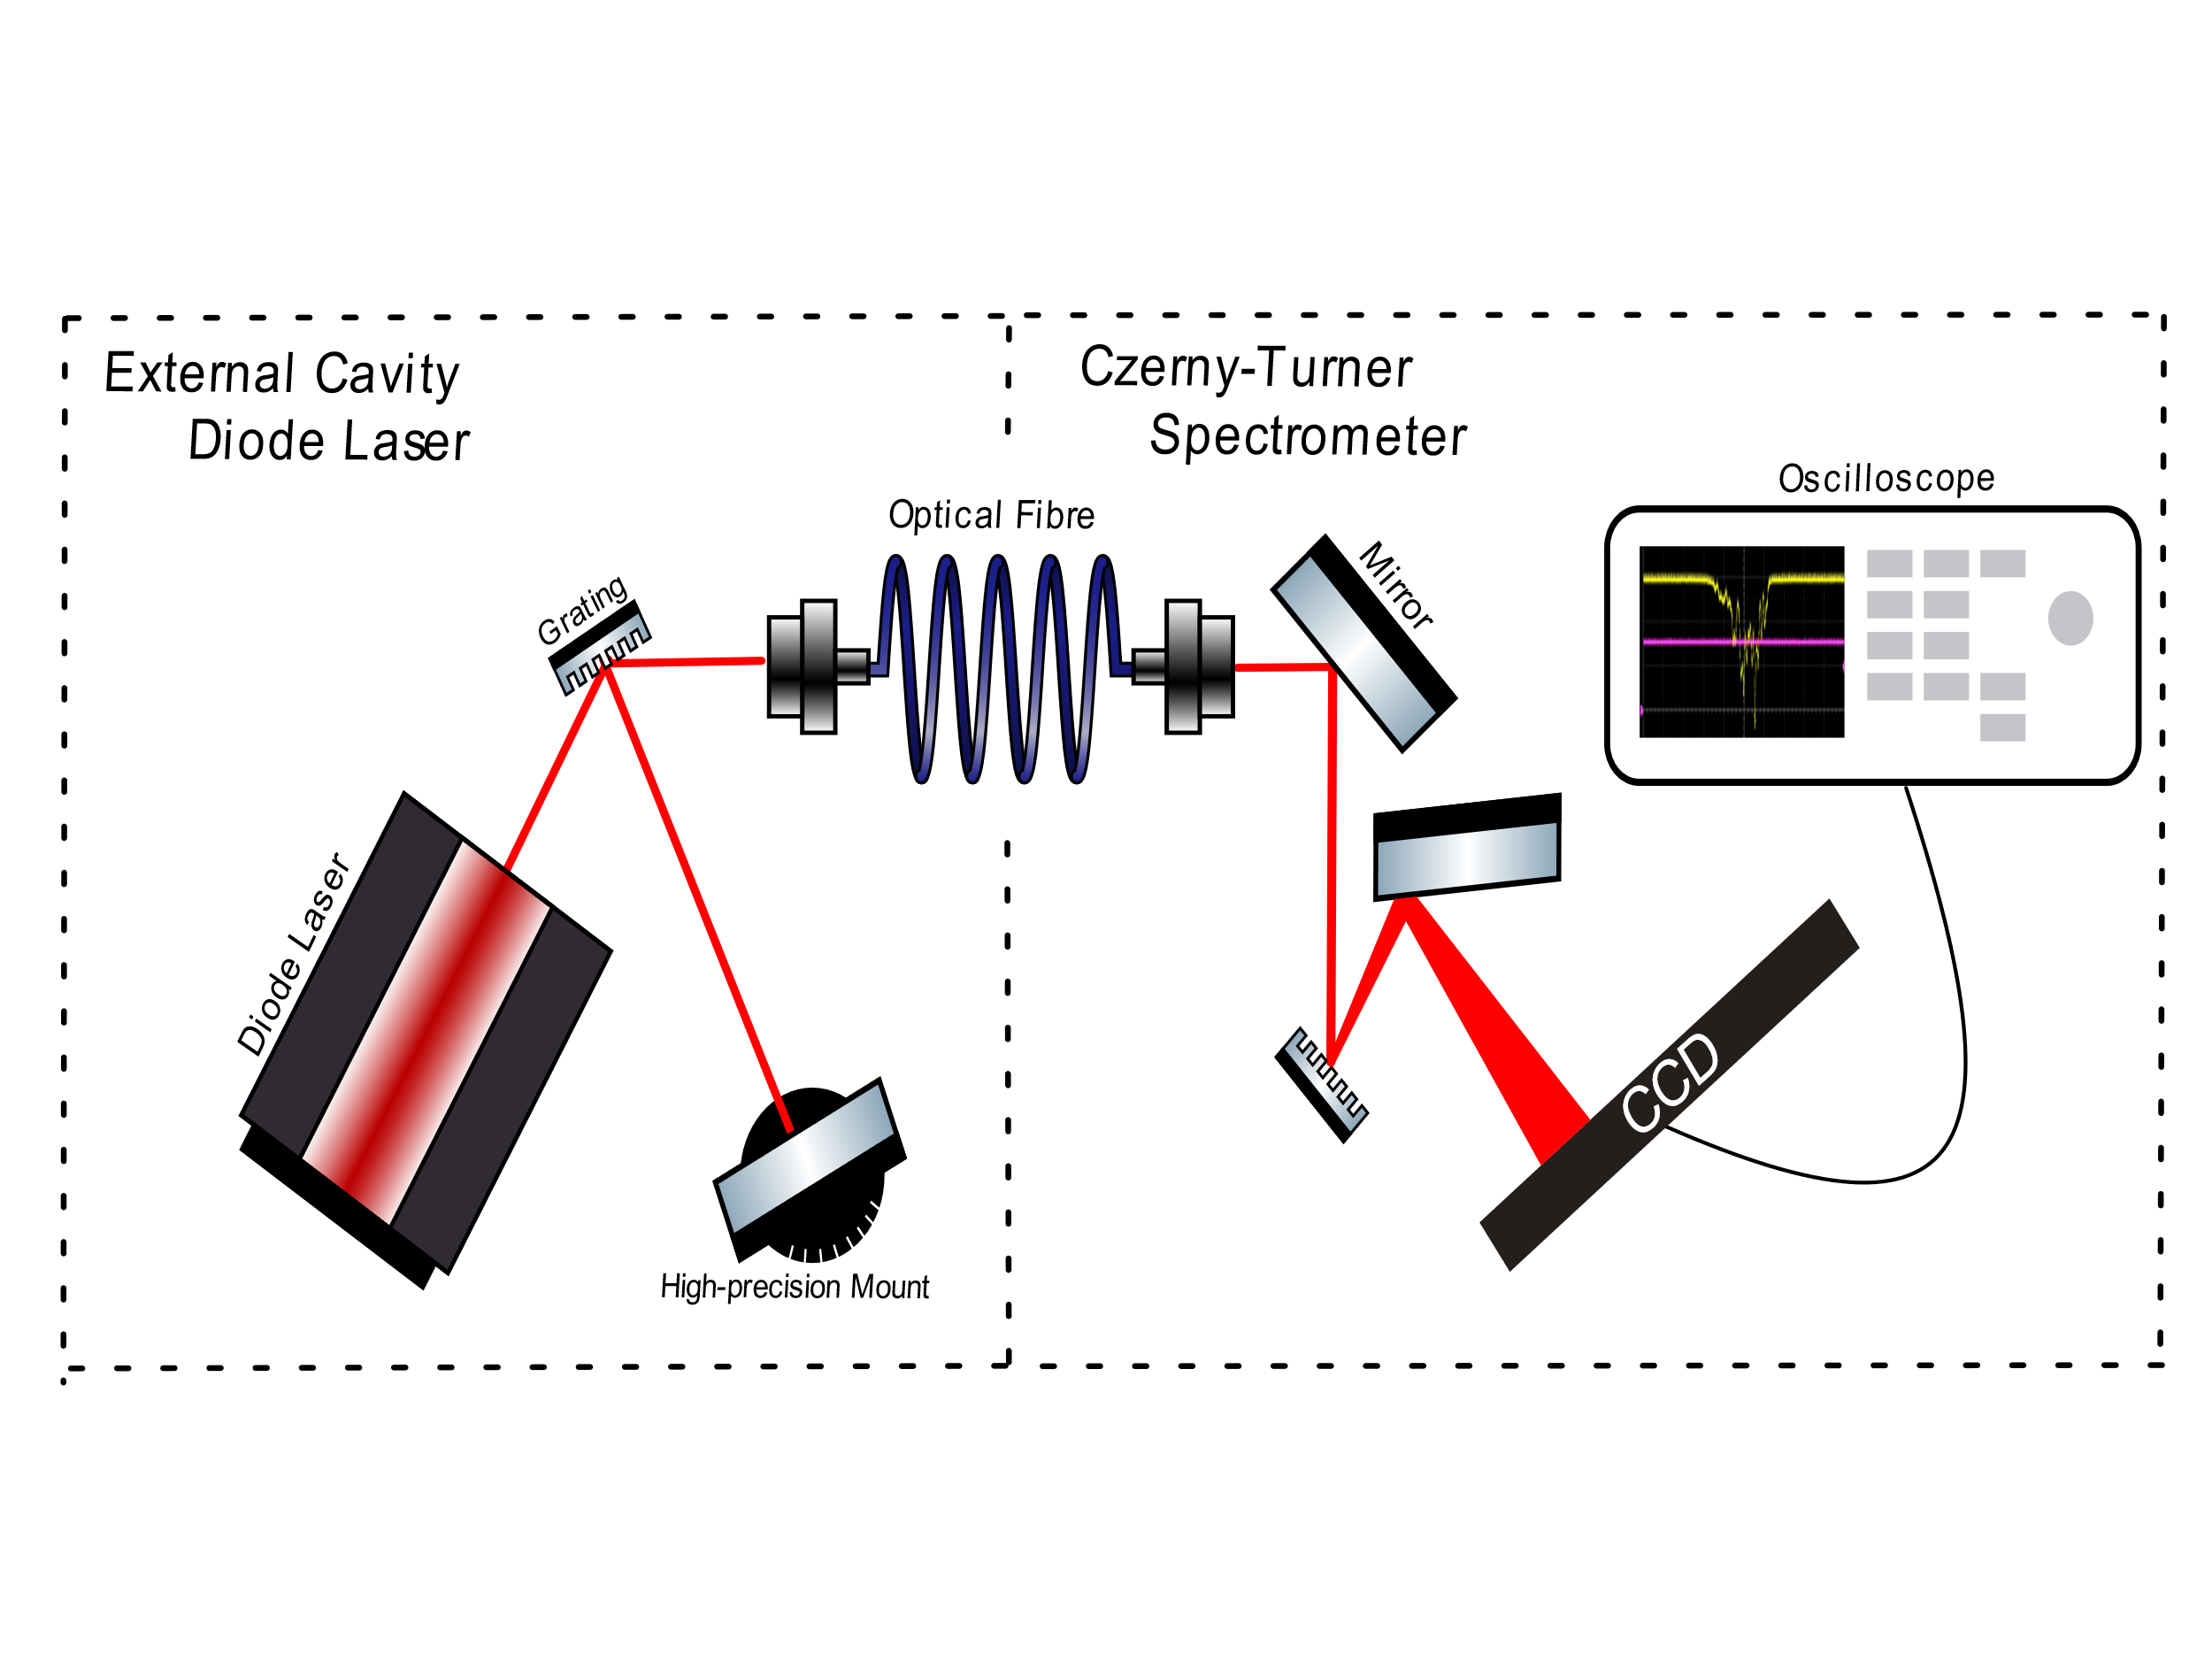 External Cavity
Diode Laser
Czerny-Turner
Spectrometer
Oscilloscope
Optical Fibre
Mirror
Grating
Diode Laser
CCD
High-precision Mount